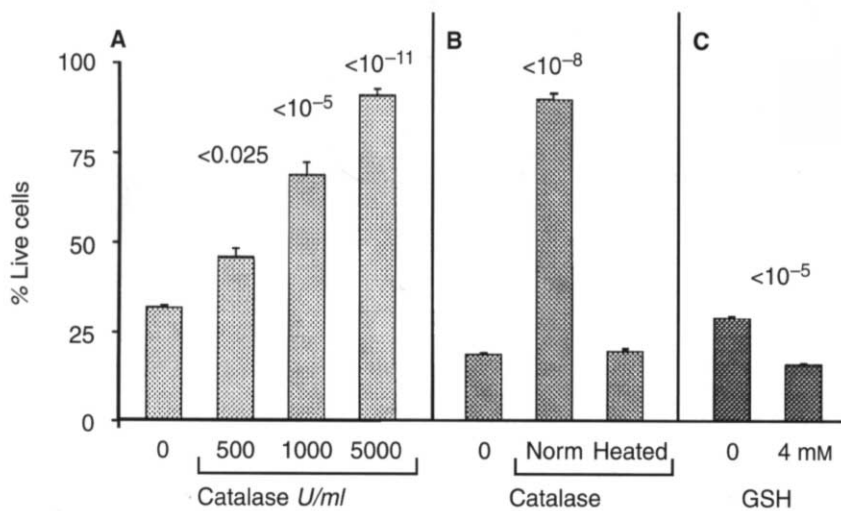 A
B
C
100
75
50
25
0
% Live cells
<0.025
<10⁻⁵
<10⁻¹¹
<10⁻⁸
<10⁻⁵
0 500 1000 5000
0 Norm Heated
0 4 mM
Catalase U/ml
Catalase
GSH